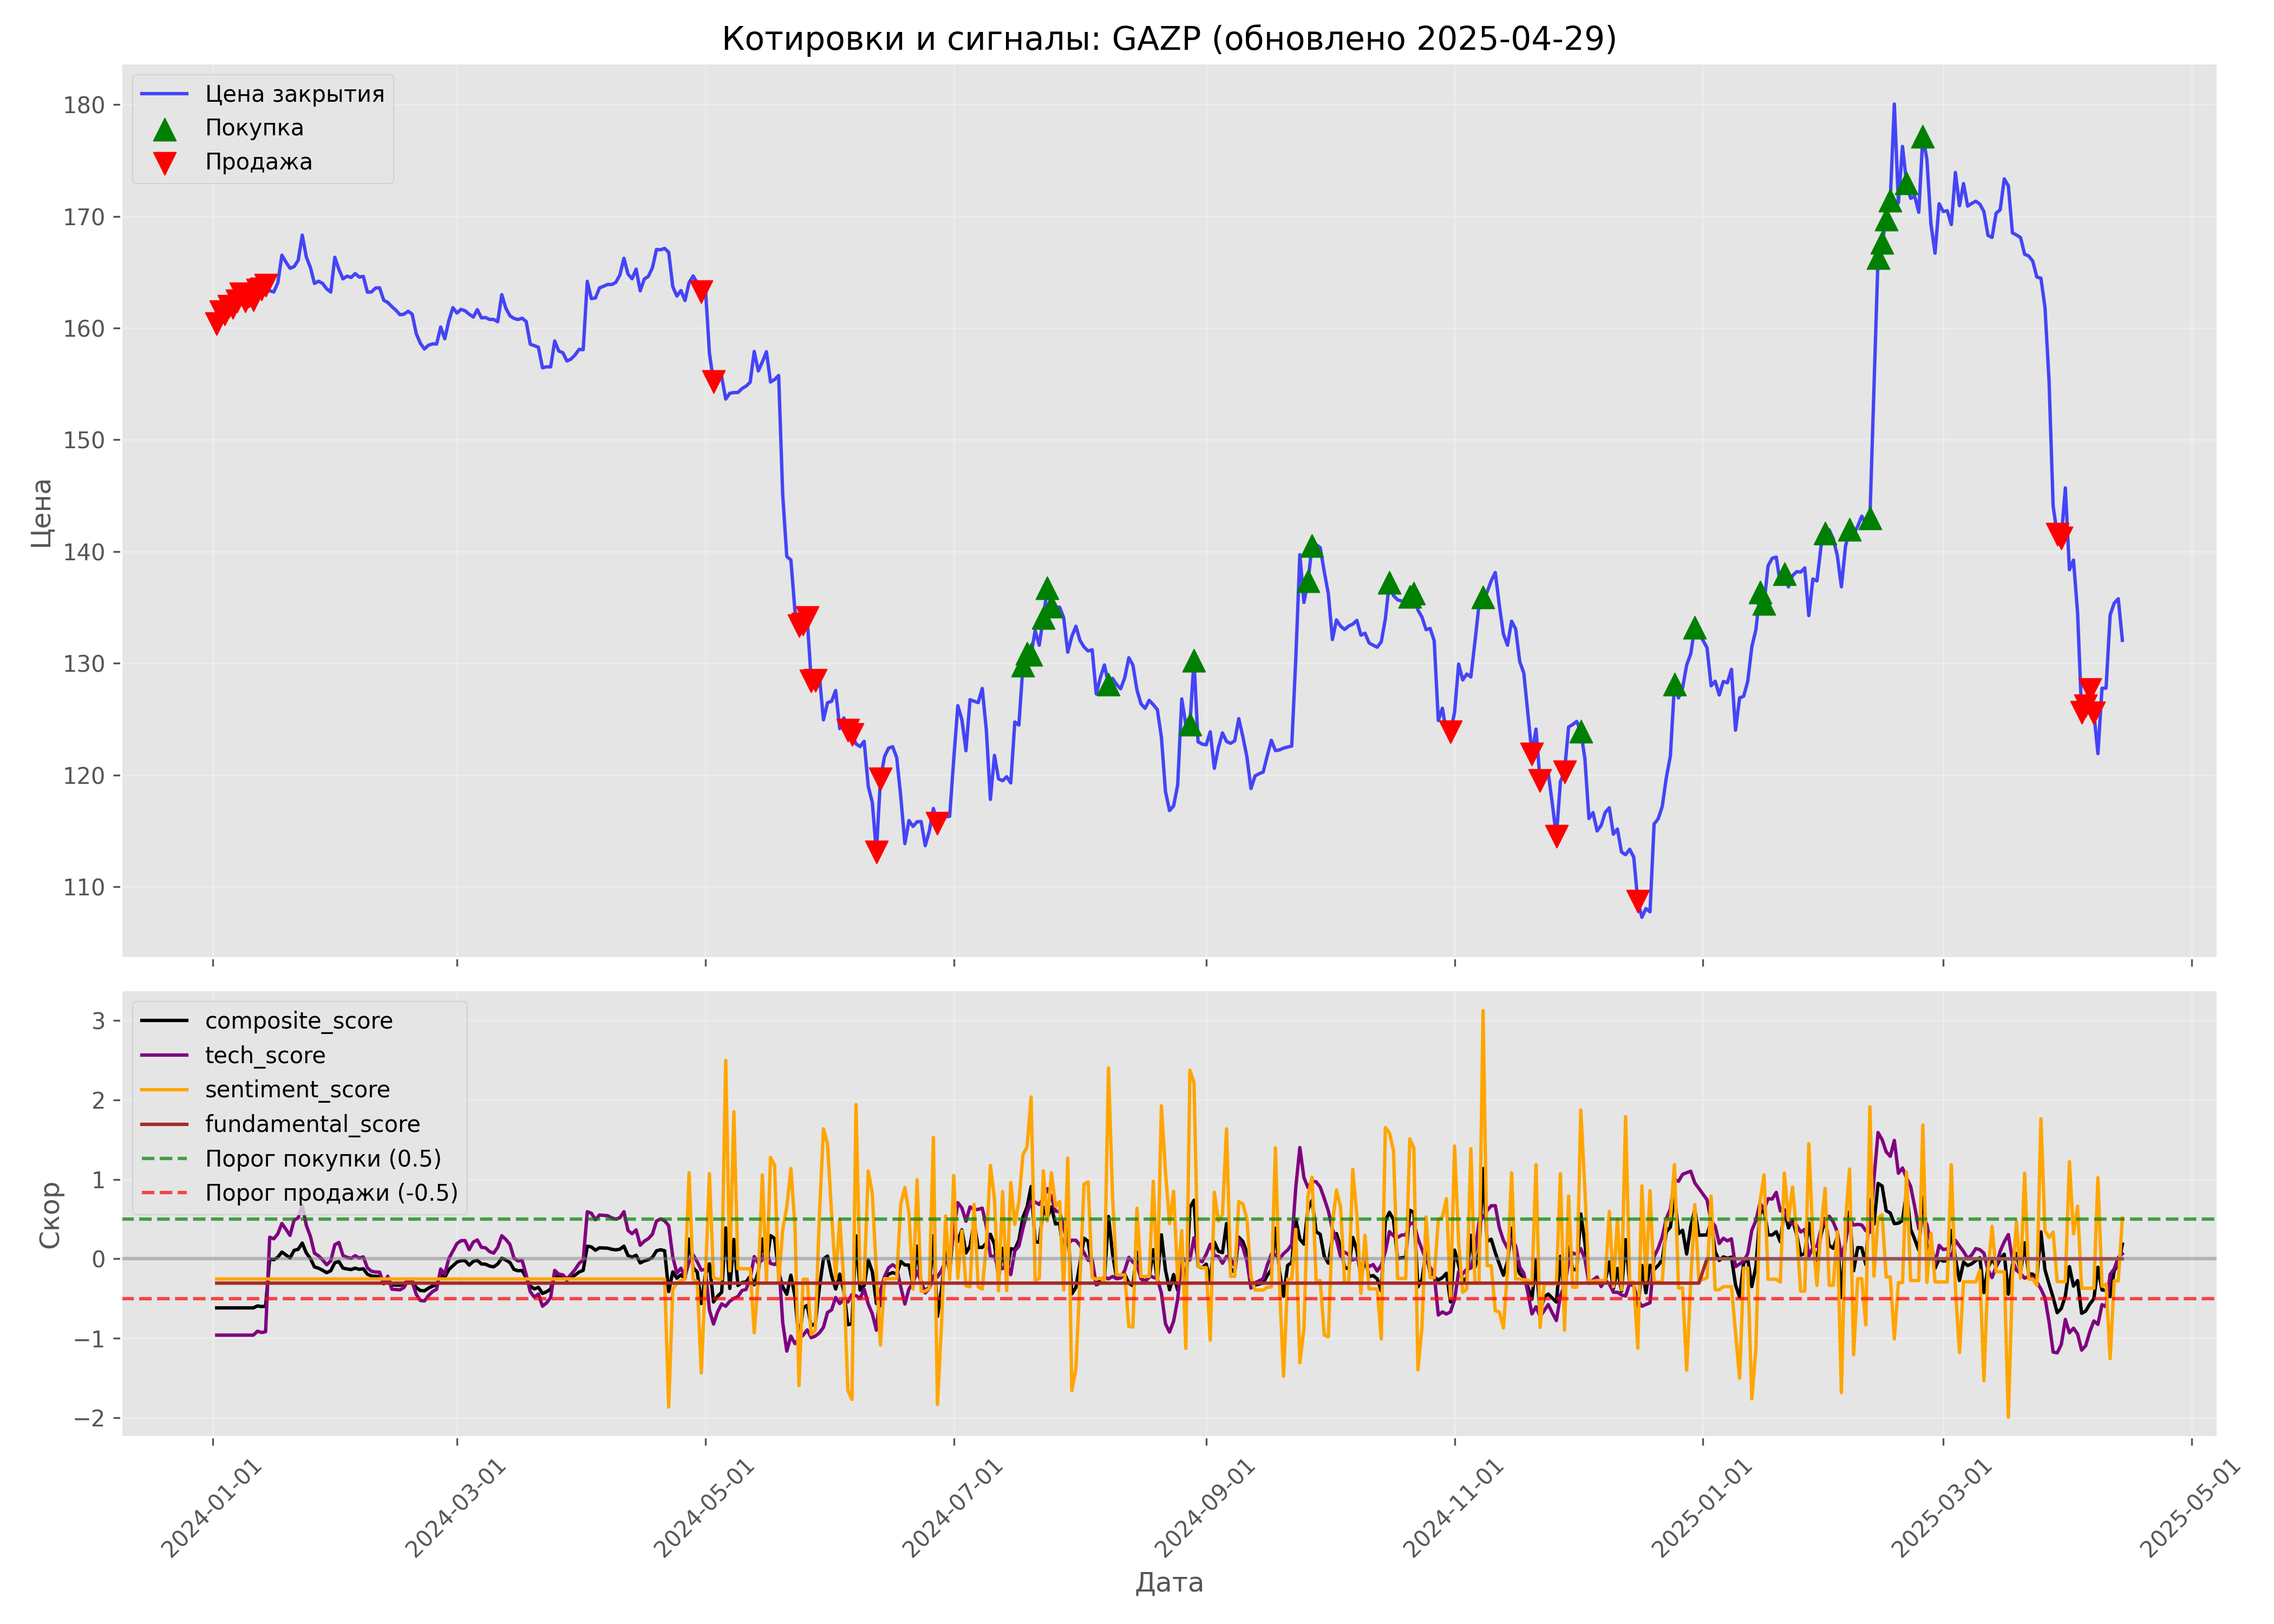 Котировки и сигналы: GAZP (обновлено 2025-04-29)
Цена закрытия
Покупка
Продажа
Цена
180
170
160
150
140
130
120
110
composite_score
tech_score
sentiment_score
fundamental_score
Порог покупки (0.5)
Порог продажи (-0.5)
Скор
3
2
1
0
−1
−2
2024-01-01
2024-03-01
2024-05-01
2024-07-01
2024-09-01
2024-11-01
2025-01-01
2025-03-01
2025-05-01
Дата